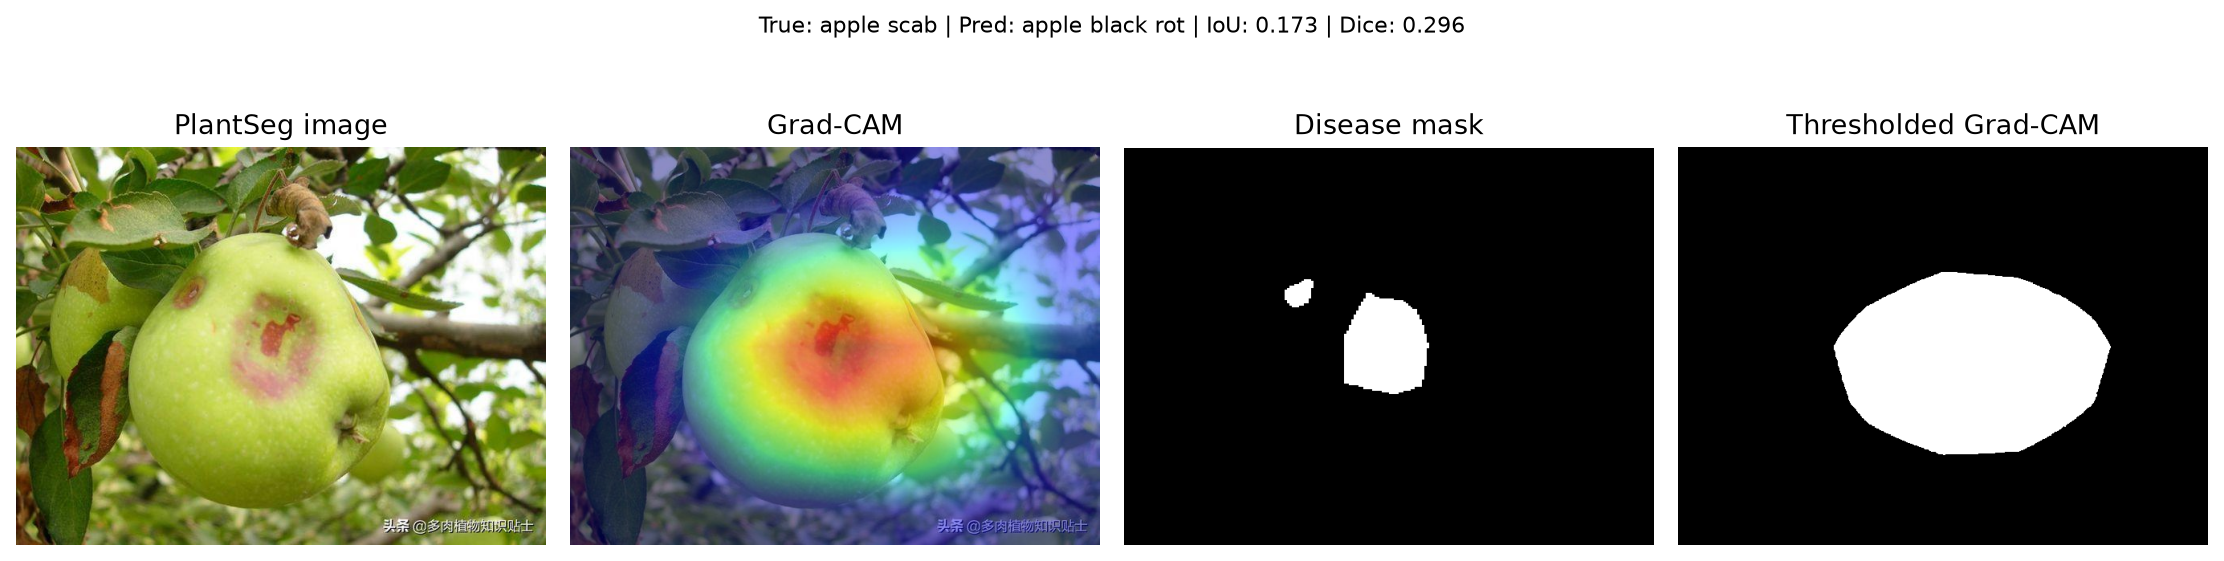 True: apple scab | Pred: apple black rot | IoU: 0.173 | Dice: 0.296
PlantSeg image
Grad-CAM
Disease mask
Thresholded Grad-CAM
头条 @多肉植物知识贴士
头条 @多肉植物知识贴士